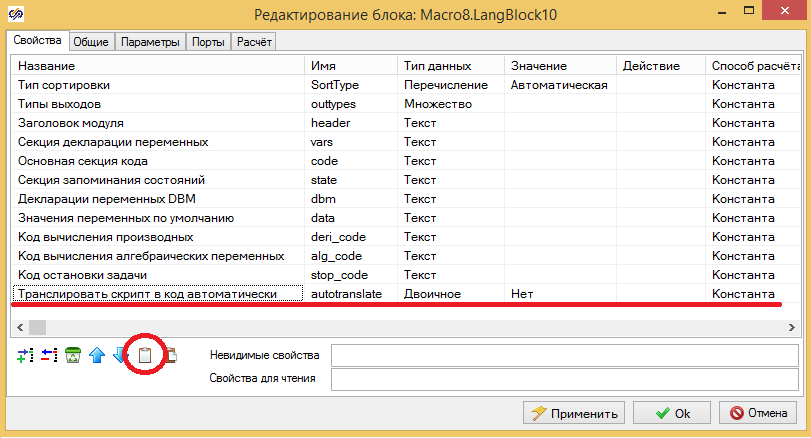 Редактирование блока: Macro8.LangBlock10
Свойства Общие Параметры Порты Расчёт
Название Имя Тип данных Значение Действие Способ расчёта
Тип сортировки SortType Перечисление Автоматическая Константа
Типы выходов outtypes Множество Константа
Заголовок модуля header Текст Константа
Секция декларации переменных vars Текст Константа
Основная секция кода code Текст Константа
Секция запоминания состояний state Текст Константа
Декларации переменных DBM dbm Текст Константа
Значения переменных по умолчанию data Текст Константа
Код вычисления производных deri_code Текст Константа
Код вычисления алгебраических переменных alg_code Текст Константа
Код остановки задачи stop_code Текст Константа
Транслировать скрипт в код автоматически autotranslate Двоичное Нет Константа
Невидимые свойства
Свойства для чтения
Применить Ok Отмена